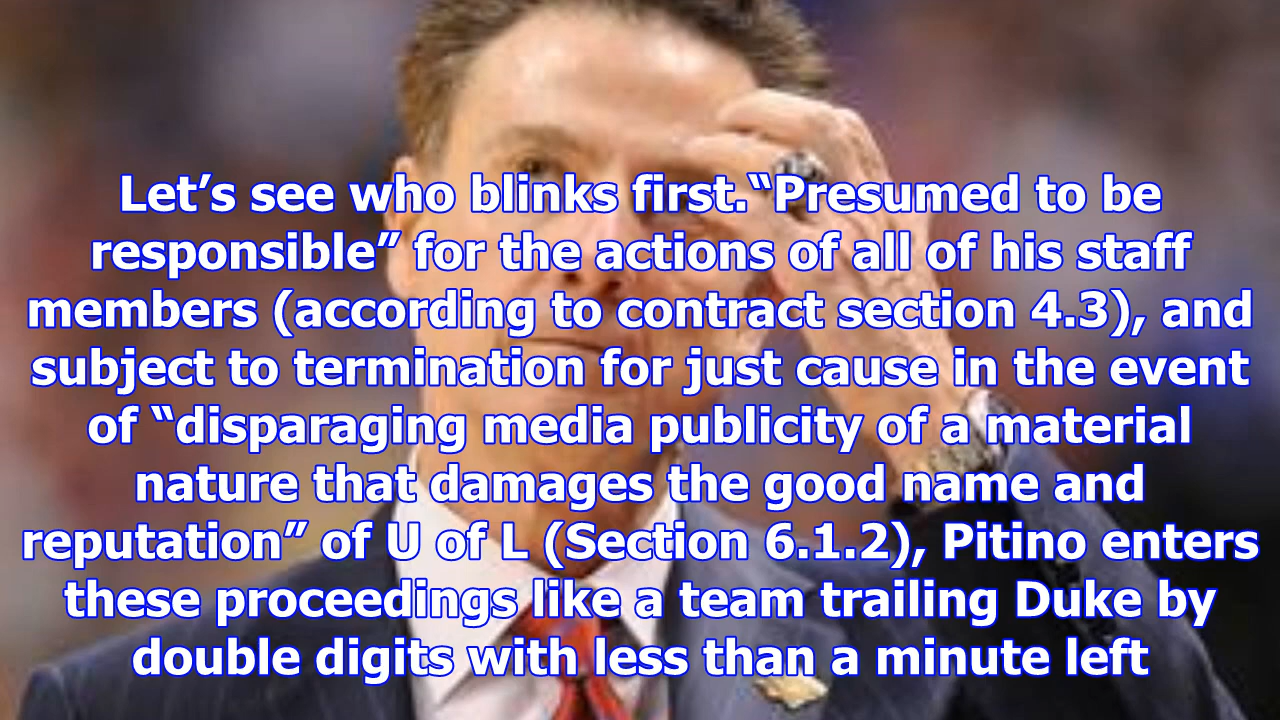 Let’s see who blinks first.“Presumed to be
responsible” for the actions of all of his staff
members (according to contract section 4.3), and
subject to termination for just cause in the event
of “disparaging media publicity of a material
nature that damages the good name and
reputation” of U of L (Section 6.1.2), Pitino enters
these proceedings like a team trailing Duke by
double digits with less than a minute left